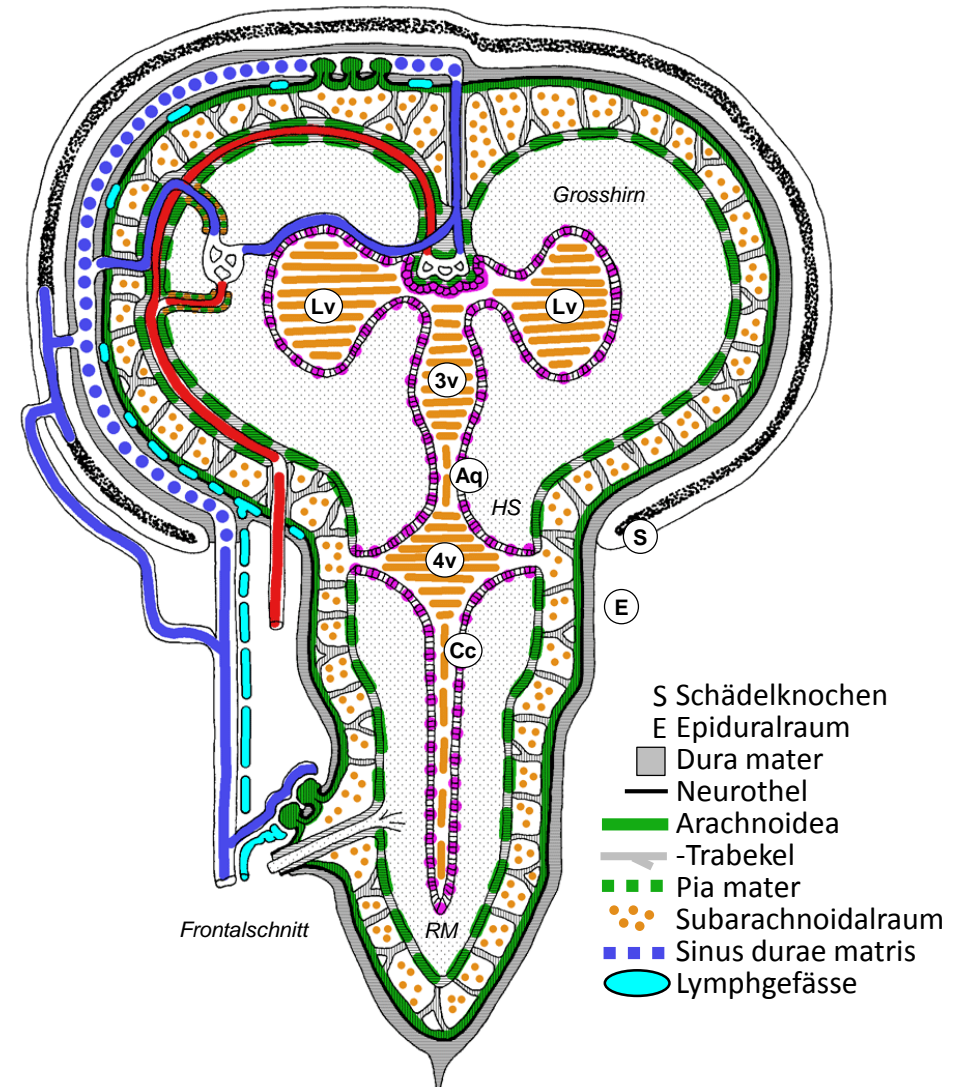 Grosshirn
Lv
Lv
3v
Aq
HS
S
4v
E
Cc
S Schädelknochen
E Epiduralraum
Dura mater
Neurothel
Arachnoidea
-Trabekel
Pia mater
Subarachnoidalraum
Sinus durae matris
Lymphgefässe
Frontalschnitt
RM